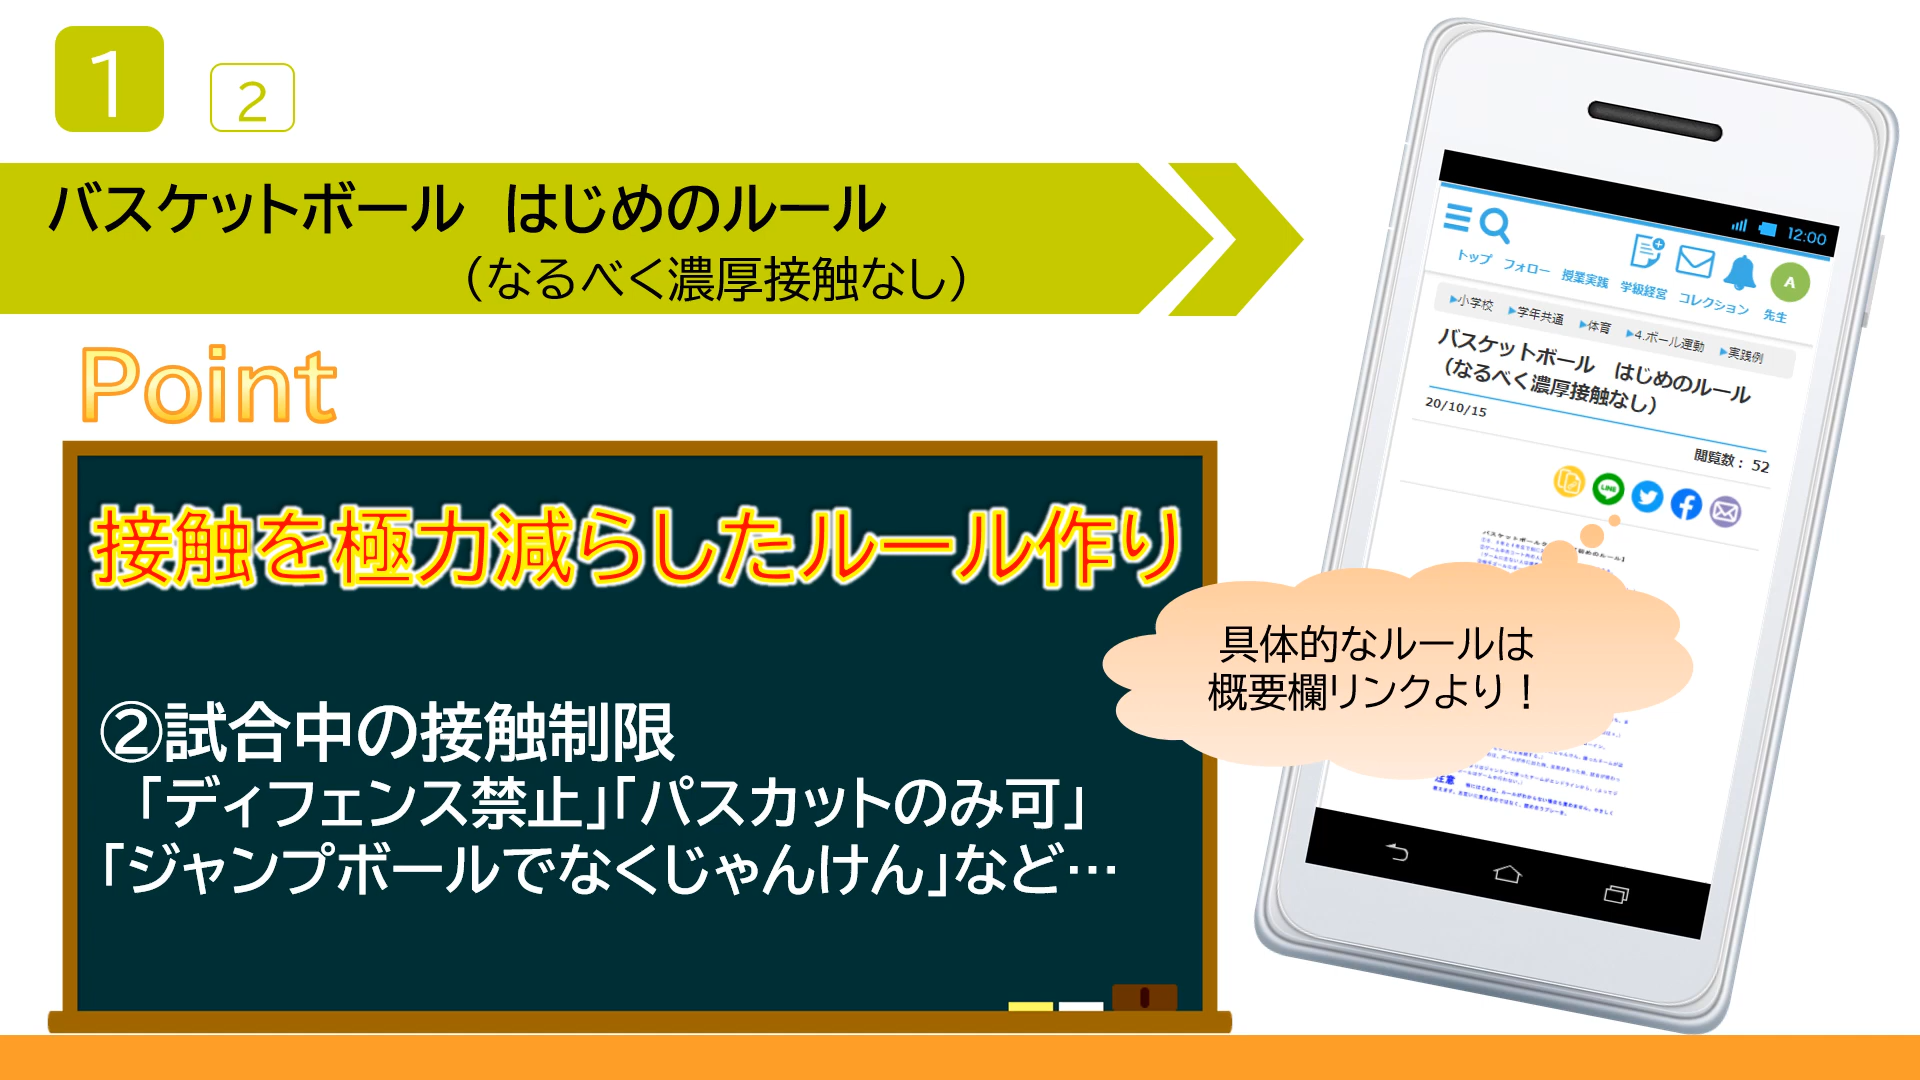 1
2
バスケットボール　はじめのルール
（なるべく濃厚接触なし）
Point
接触を極力減らしたルール作り
②試合中の接触制限
「ディフェンス禁止」「パスカットのみ可」
「ジャンプボールでなくじゃんけん」など…
12:00
トップ フォロー 授業実践 学級経営 コレクション 先生
A
▶小学校 ▶学年共通 ▶体育 ▶4.ボール運動 ▶実践例
バスケットボール　はじめのルール
（なるべく濃厚接触なし）
20/10/15
閲覧数： 52
LINE
具体的なルールは
概要欄リンクより！
注意